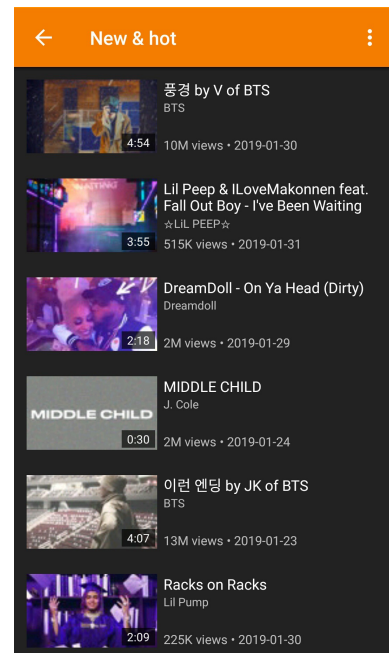 New & hot
풍경 by V of BTS
BTS
4:54
10M views • 2019-01-30
WAITING
Lil Peep & ILoveMakonnen feat.
Fall Out Boy - I've Been Waiting
☆LiL PEEP☆
3:55
515K views • 2019-01-31
DreamDoll - On Ya Head (Dirty)
Dreamdoll
2:18
2M views • 2019-01-29
MIDDLE CHILD
MIDDLE CHILD
J. Cole
0:30
2M views • 2019-01-24
이런 엔딩 by JK of BTS
BTS
4:07
13M views • 2019-01-23
Racks on Racks
Lil Pump
2:09
225K views • 2019-01-30